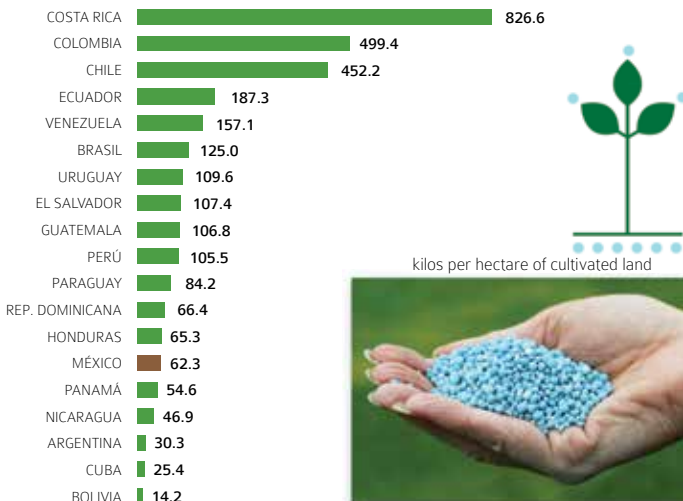 COSTA RICA 826.6
COLOMBIA 499.4
CHILE 452.2
ECUADOR 187.3
VENEZUELA 157.1
BRASIL 125.0
URUGUAY 109.6
EL SALVADOR 107.4
GUATEMALA 106.8
PERÚ 105.5
kilos per hectare of cultivated land
PARAGUAY 84.2
REP. DOMINICANA 66.4
HONDURAS 65.3
MÉXICO 62.3
PANAMÁ 54.6
NICARAGUA 46.9
ARGENTINA 30.3
CUBA 25.4
BOLIVIA 14.2